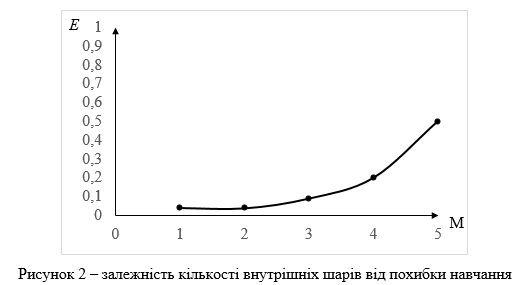 E 1
0,9
0,8
0,7
0,6
0,5
0,4
0,3
0,2
0,1
0
M
0 1 2 3 4 5
Рисунок 2 – залежність кількості внутрішніх шарів від похибки навчання